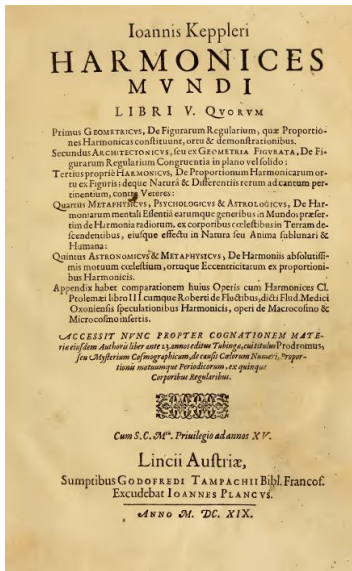 Ioannis Keppleri
HARMONICES
MVNDI
LIBRI V. QVORVM
Primus GEOMETRICVS, De Figurarum Regularium, quæ Proportio-
nes Harmonicas constituunt, ortu & demonstrationibus.
Secundus ARCHITECTONICVS, seu ex GEOMETRIA FIGVRATA, De Fi-
gurarum Regularium Congruentia in plano vel solido:
Tertius propriè HARMONICVS, De Proportionum Harmonicarum or-
tu ex Figuris; deque Naturâ & Differentiis rerum ad cantum per-
tinentium, contra Veteres:
Quartus METAPHYSICVS, PSYCHOLOGICVS & ASTROLOGICVS, De Har-
moniarum mentali Essentiâ earumque generibus in Mundo; præser-
tim de Harmonia radiorum, ex corporibus cœlestibus in Terram de-
scendentibus, eiusque effectu in Natura seu Anima sublunari &
Humana:
Quintus ASTRONOMICVS & METAPHYSICVS, De Harmoniis absolutissi-
mis motuum cœlestium, ortuque Eccentricitatum ex proportioni-
bus Harmonicis.
Appendix habet comparationem huius Operis cum Harmonices Cl.
Ptolemæi libro III. cumque Roberti de Fluctibus, dicti Flud. Medici
Oxoniensis speculationibus Harmonicis, operi de Macrocosmo &
Microcosmo insertis.
ACCESSIT NVNC PROPTER COGNATIONEM MATE-
riæ eiusdem Authoris liber ante 23. annos editus Tubingæ, cui titulus Prodromus,
seu Mysterium Cosmographicum, de causis Cœlorum Numeri, Propor-
tionis motuumque Periodicorum, ex quinque
Corporibus Regularibus.
Cum S. C. Mtis. Priuilegio ad annos XV.
Lincii Austriæ,
Sumptibus GODOFREDI TAMPACHII Bibl. Francof.
Excudebat IOANNES PLANCVS.
ANNO M. DC. XIX.